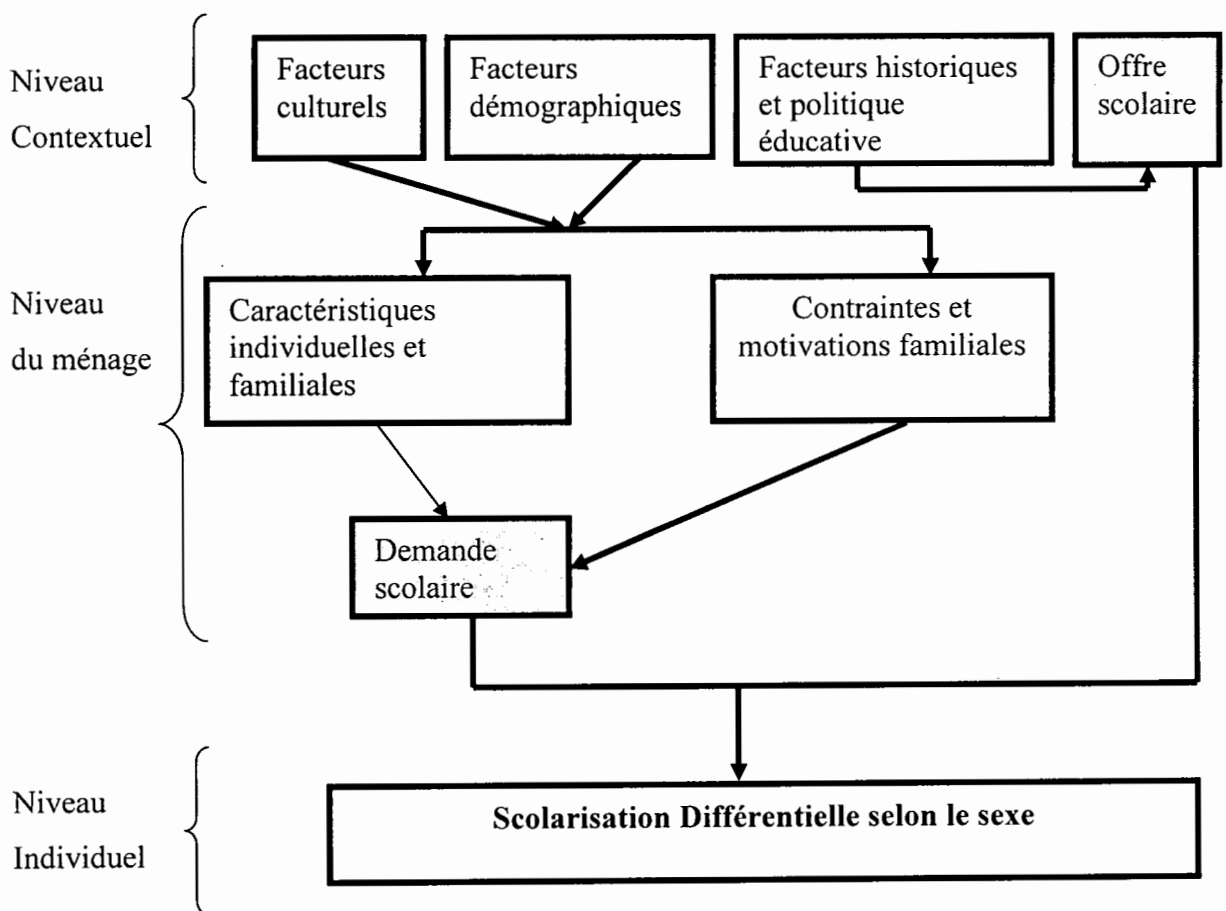 Niveau
Contextuel
Facteurs
culturels
Facteurs
démographiques
Facteurs historiques
et politique
éducative
Offre
scolaire
Niveau
du ménage
Caractéristiques
individuelles et
familiales
Contraintes et
motivations familiales
Demande
scolaire
Niveau
Individuel
Scolarisation Différentielle selon le sexe